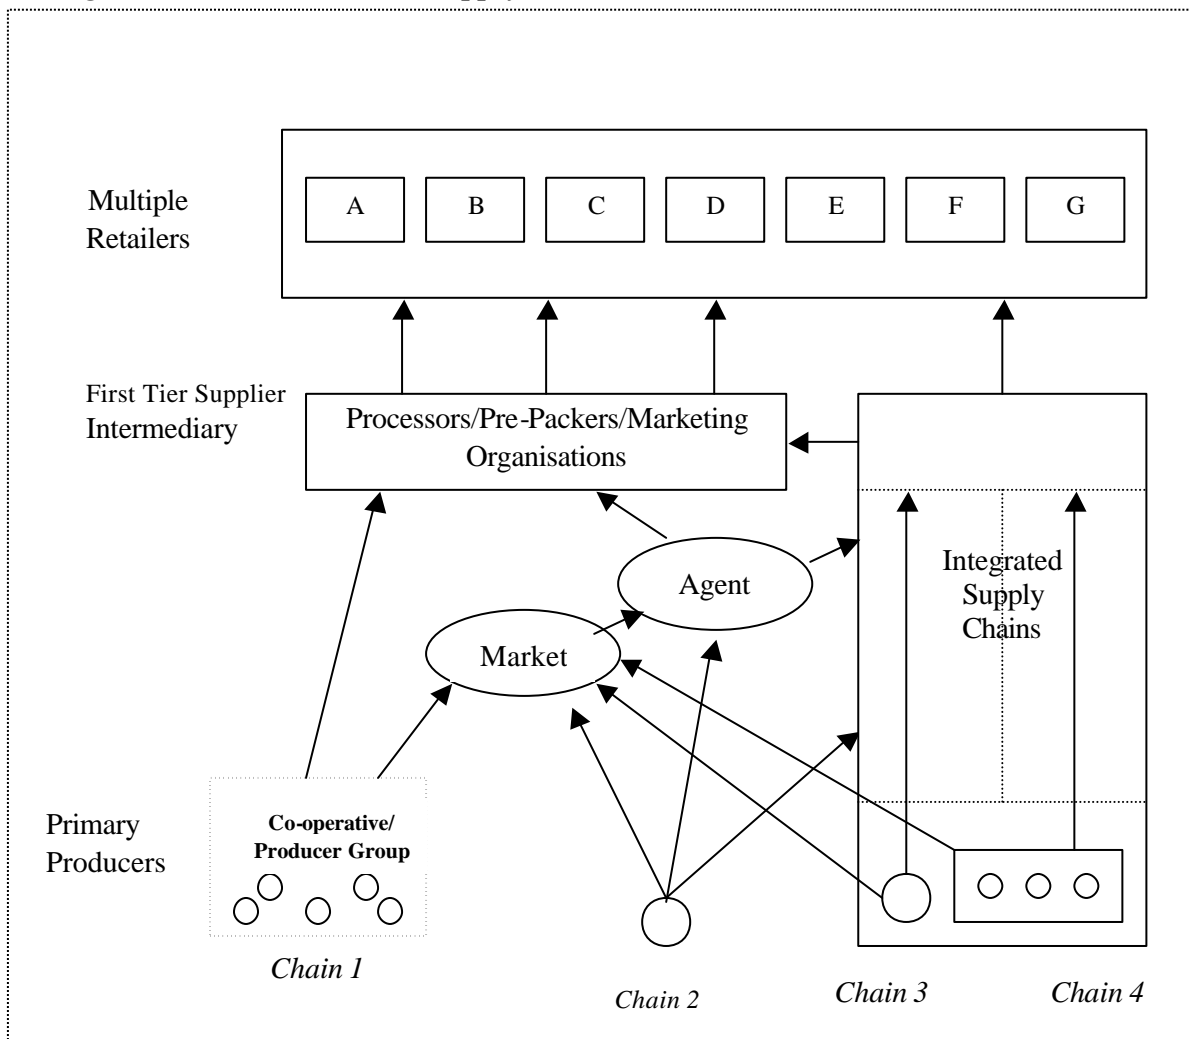 Multiple
Retailers
A B C D E F G
First Tier Supplier
Intermediary
Processors/Pre-Packers/Marketing
Organisations
Integrated
Supply
Chains
Agent
Market
Primary
Producers
Co-operative/
Producer Group
Chain 1
Chain 2
Chain 3
Chain 4